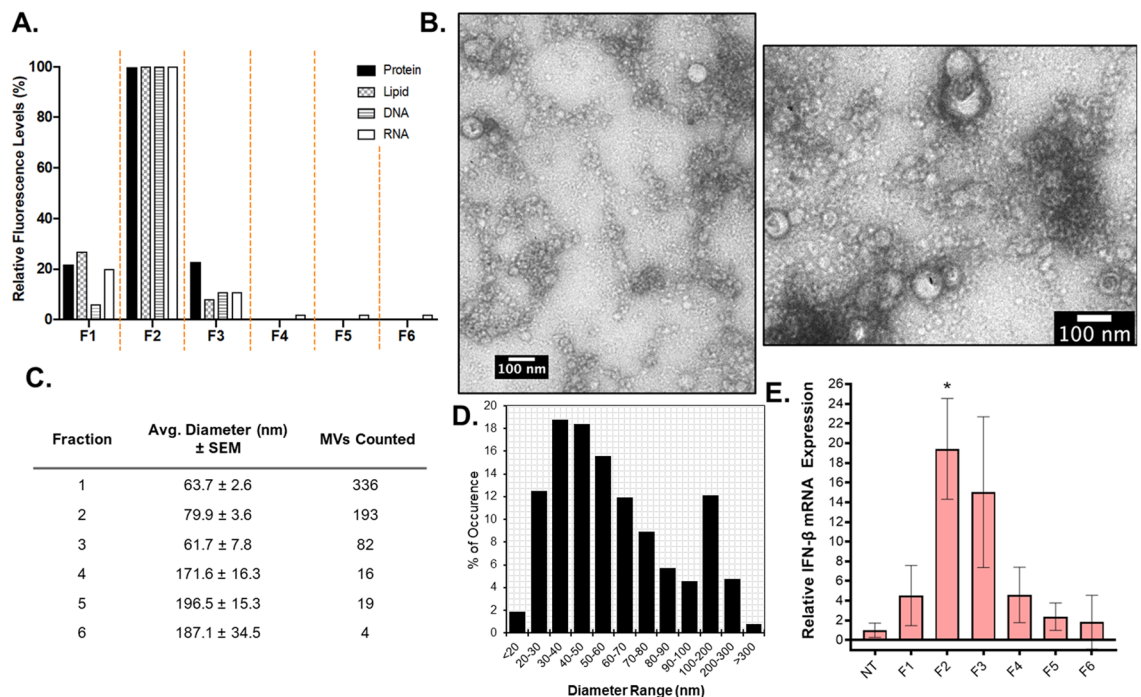 A.
Relative Fluorescence Levels (%)
100
80
60
40
20
0
Protein
Lipid
DNA
RNA
F1 F2 F3 F4 F5 F6
B.
100 nm
100 nm
C.
Fraction Avg. Diameter (nm) ± SEM MVs Counted
1 63.7 ± 2.6 336
2 79.9 ± 3.6 193
3 61.7 ± 7.8 82
4 171.6 ± 16.3 16
5 196.5 ± 15.3 19
6 187.1 ± 34.5 4
D.
% of Occurence
20
18
16
14
12
10
8
6
4
2
0
<20 20-30 30-40 40-50 50-60 60-70 70-80 80-90 90-100 100-200 200-300 >300
Diameter Range (nm)
E.
Relative IFN-β mRNA Expression
26
24
22
20
18
16
14
12
10
8
6
4
2
0
*
NT F1 F2 F3 F4 F5 F6